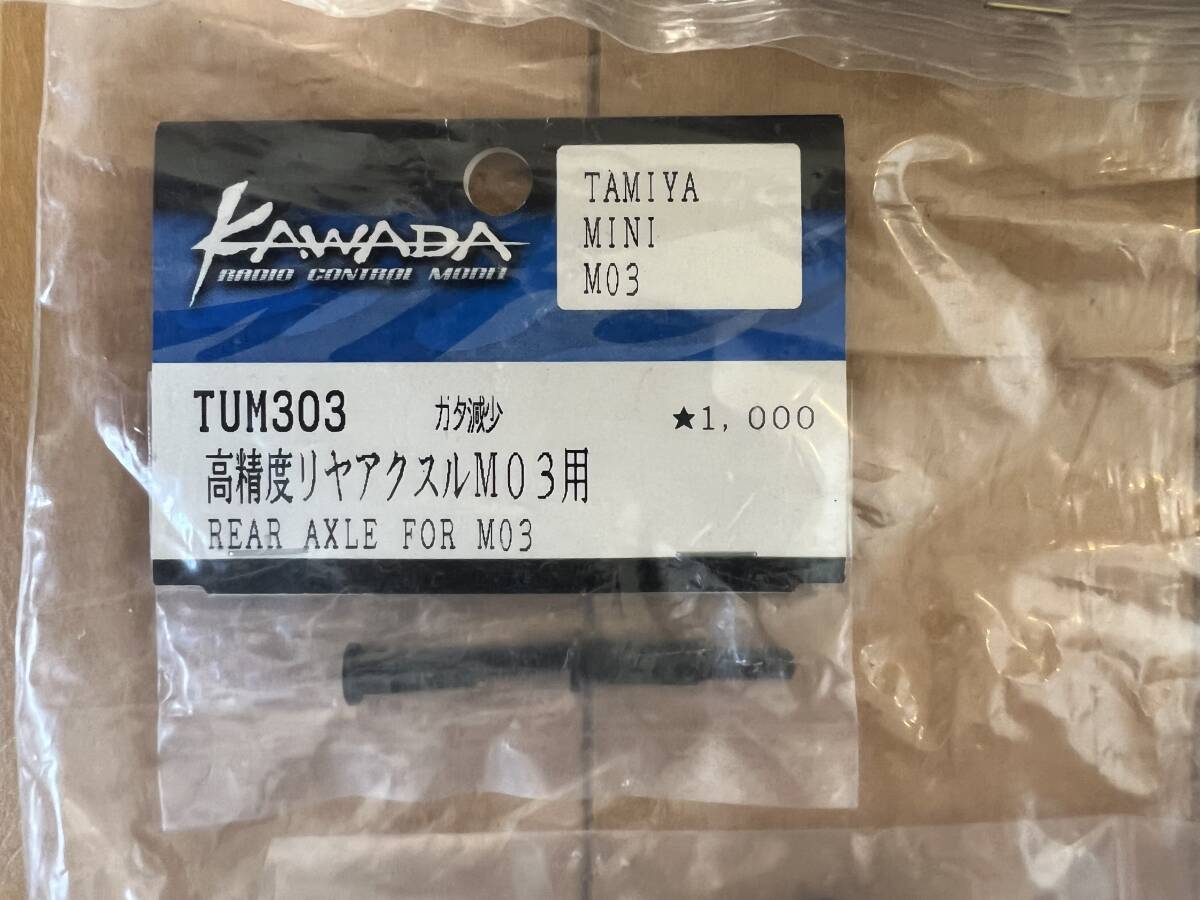 KAWADA
RADIO CONTROL MODEL
TAMIYA
MINI
M03
TUM303 ガタ減少 ★1,000
高精度リヤアクスルM03用
REAR AXLE FOR M03